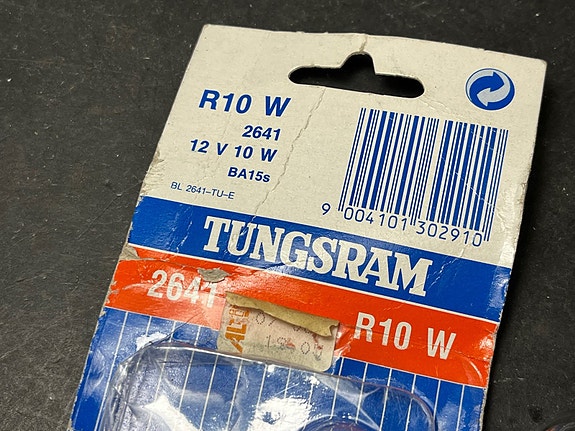 R10 W
2641
12 V 10 W
BA15s
BL 2641-TU-E
9 004101 302910
TUNGSRAM
2641
R10 W